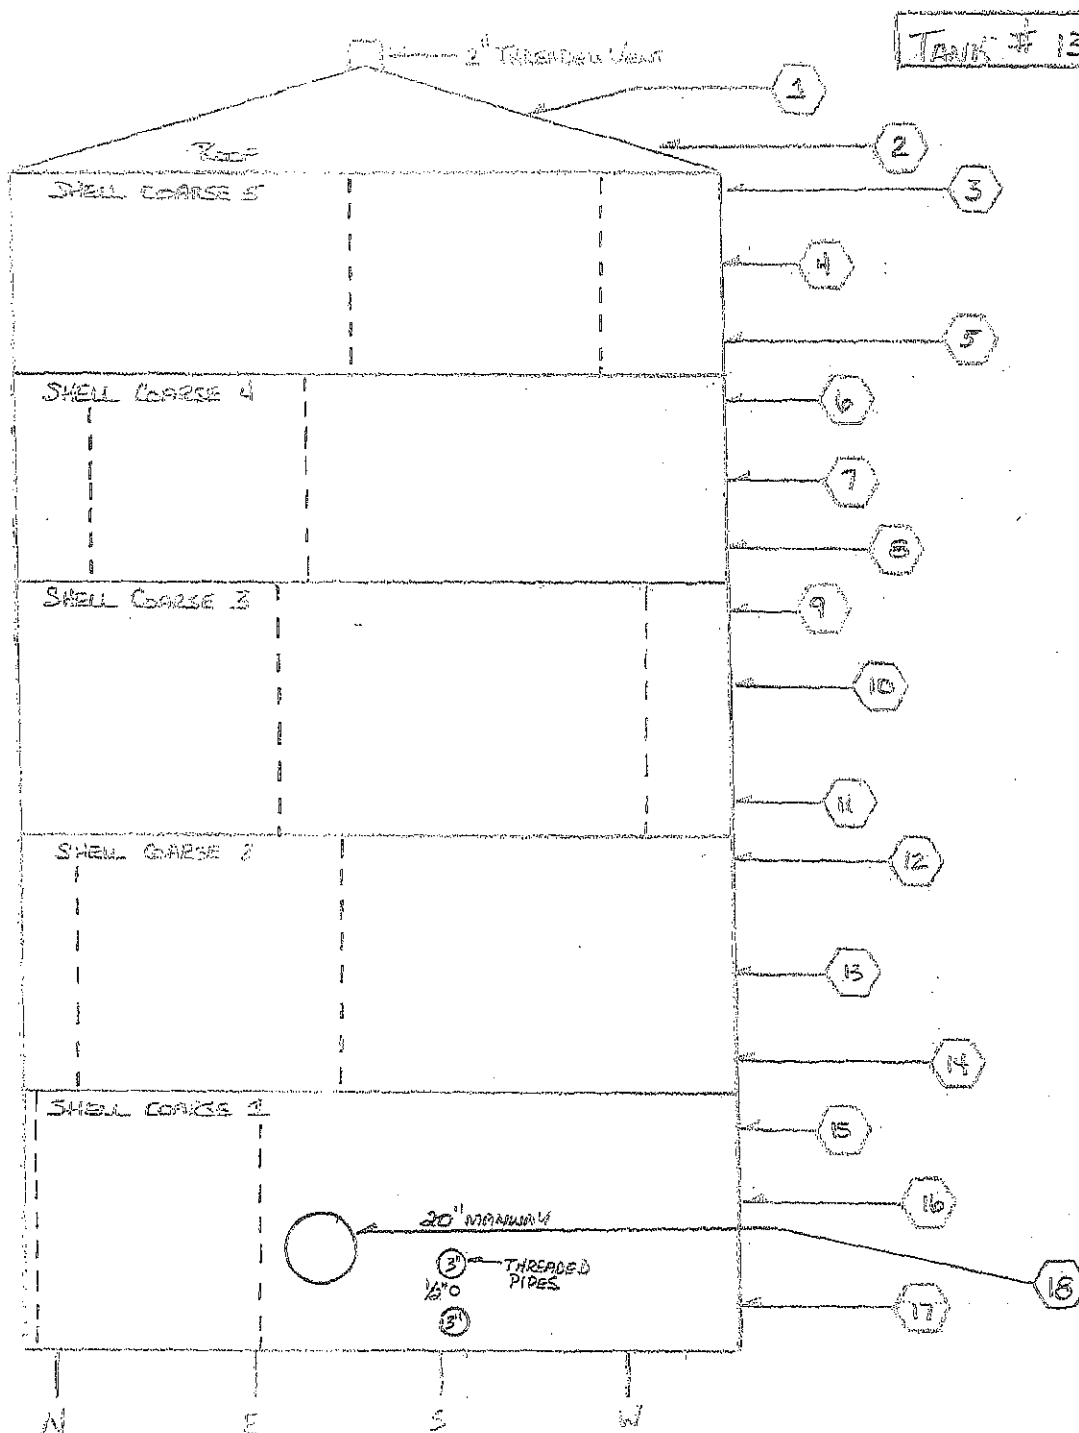 TANK # 13
2" THREADED VENT
1
ROOF
2
SHELL COARSE 5
3
4
5
SHELL COARSE 4
6
7
8
SHELL COARSE 3
9
10
11
SHELL COARSE 2
12
13
14
SHELL COARSE 1
15
16
20" MANWAY
3"
THREADED
PIPES
1/2"
18
3"
17
N E S W